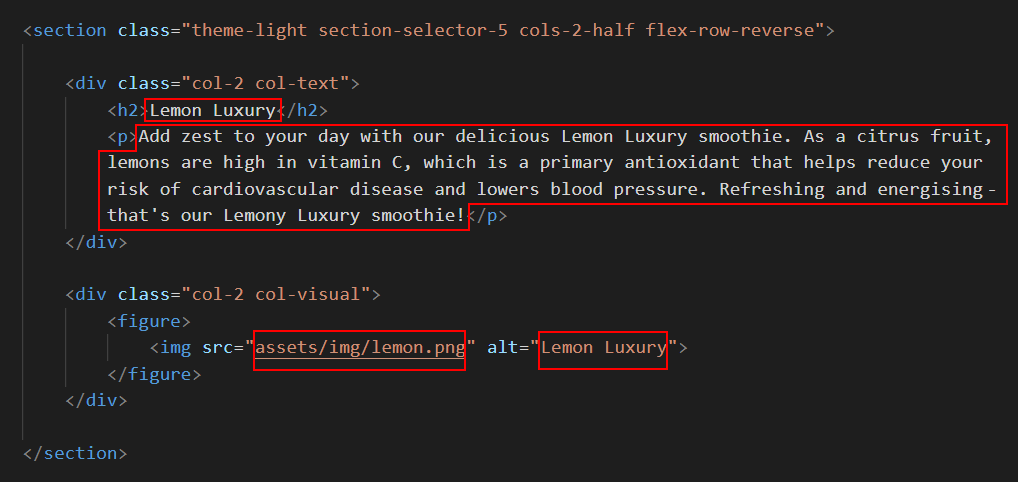 <section class="theme-light section-selector-5 cols-2-half flex-row-reverse">
<div class="col-2 col-text">
<h2>Lemon Luxury</h2>
<p>Add zest to your day with our delicious Lemon Luxury smoothie. As a citrus fruit,
lemons are high in vitamin C, which is a primary antioxidant that helps reduce your
risk of cardiovascular disease and lowers blood pressure. Refreshing and energising -
that's our Lemony Luxury smoothie!</p>
</div>
<div class="col-2 col-visual">
<figure>
<img src="assets/img/lemon.png" alt="Lemon Luxury">
</figure>
</div>
</section>